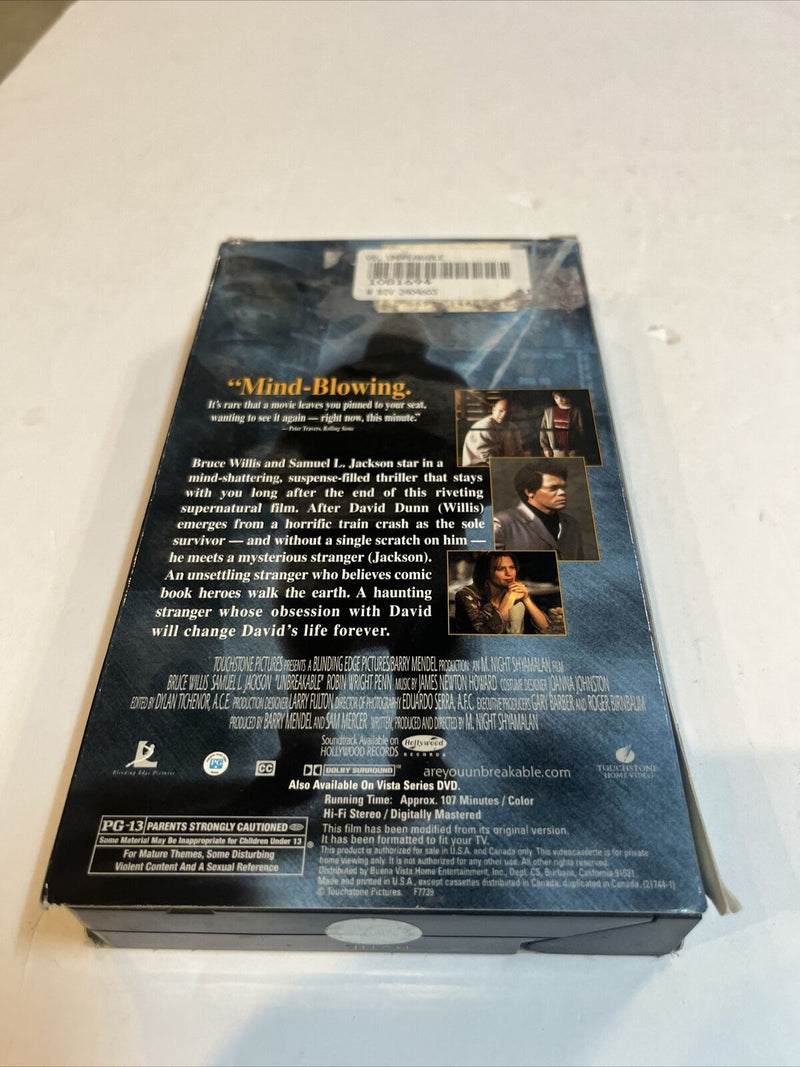 1081694
“Mind-Blowing.
It's rare that a movie leaves you pinned to your seat,
wanting to see it again — right now, this minute.”
— Peter Travers, Rolling Stone
Bruce Willis and Samuel L. Jackson star in a
mind-shattering, suspense-filled thriller that stays
with you long after the end of this riveting
supernatural film. After David Dunn (Willis)
emerges from a horrific train crash as the sole
survivor — and without a single scratch on him —
he meets a mysterious stranger (Jackson).
An unsettling stranger who believes comic
book heroes walk the earth. A haunting
stranger whose obsession with David
will change David's life forever.
TOUCHSTONE PICTURES PRESENTS A BLINDING EDGE PICTURES/BARRY MENDEL PRODUCTION AN M. NIGHT SHYAMALAN FILM
BRUCE WILLIS SAMUEL L. JACKSON "UNBREAKABLE" ROBIN WRIGHT PENN MUSIC BY JAMES NEWTON HOWARD COSTUME DESIGNER JOANNA JOHNSTON
EDITED BY DYLAN TICHENOR, A.C.E. PRODUCTION DESIGNER LARRY FULTON DIRECTOR OF PHOTOGRAPHY EDUARDO SERRA, A.F.C. EXECUTIVE PRODUCERS GARY BARBER AND ROGER BIRNBAUM
PRODUCED BY BARRY MENDEL AND SAM MERCER WRITTEN, PRODUCED AND DIRECTED BY M. NIGHT SHYAMALAN
Soundtrack Available on
HOLLYWOOD RECORDS
Hollywood
RECORDS
Blinding Edge Pictures
CC
DOLBY SURROUND™
areyouunbreakable.com
TOUCHSTONE
HOME VIDEO
Also Available On Vista Series DVD.
Running Time: Approx. 107 Minutes / Color
Hi-Fi Stereo / Digitally Mastered
PG-13 PARENTS STRONGLY CAUTIONED
Some Material May Be Inappropriate for Children Under 13
For Mature Themes, Some Disturbing
Violent Content And A Sexual Reference
®
This film has been modified from its original version.
It has been formatted to fit your TV.
This product is authorized for sale in U.S.A. and Canada only. This videocassette is for private
home viewing only. It is not authorized for any other use. All other rights reserved.
Distributed by Buena Vista Home Entertainment, Inc., Dept. CS, Burbank, California 91521.
Made and printed in U.S.A., except cassettes distributed in Canada, duplicated in Canada. (21744-1)
© Touchstone Pictures. F7739